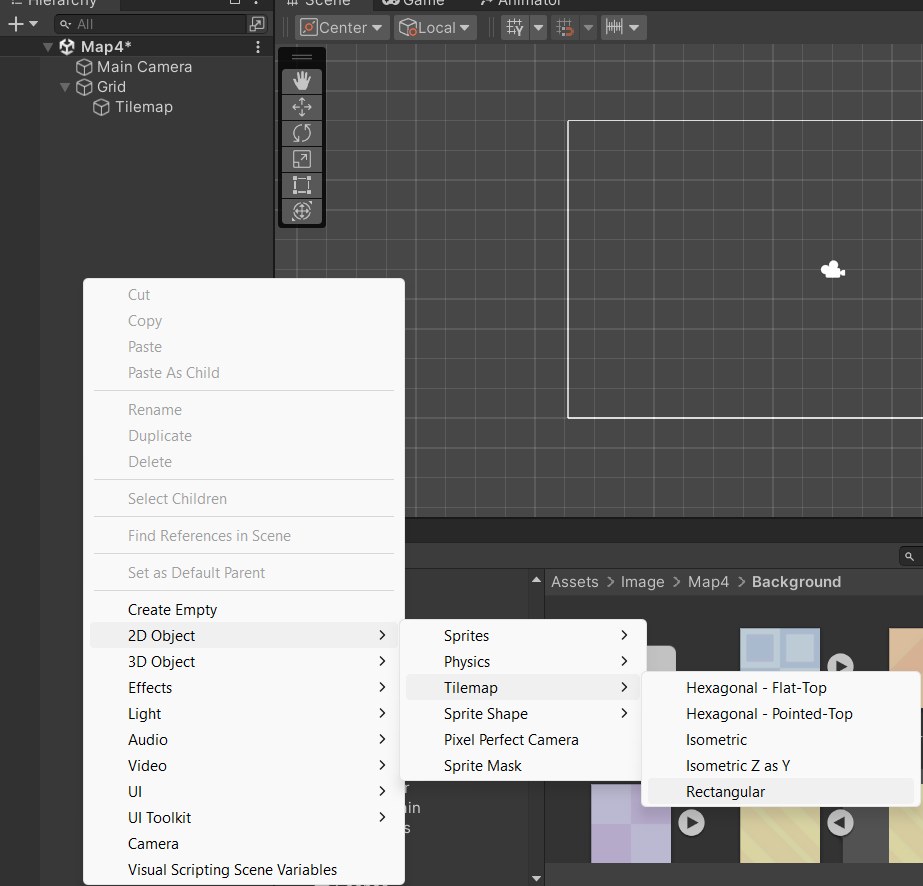 Hierarchy
Scene
Game
Animator
All
Center
Local
Map4*
Main Camera
Grid
Tilemap
Cut
Copy
Paste
Paste As Child
Rename
Duplicate
Delete
Select Children
Find References in Scene
Set as Default Parent
Create Empty
2D Object
3D Object
Effects
Light
Audio
Video
UI
UI Toolkit
Camera
Visual Scripting Scene Variables
Assets > Image > Map4 > Background
Sprites
Physics
Tilemap
Sprite Shape
Pixel Perfect Camera
Sprite Mask
Hexagonal - Flat-Top
Hexagonal - Pointed-Top
Isometric
Isometric Z as Y
Rectangular